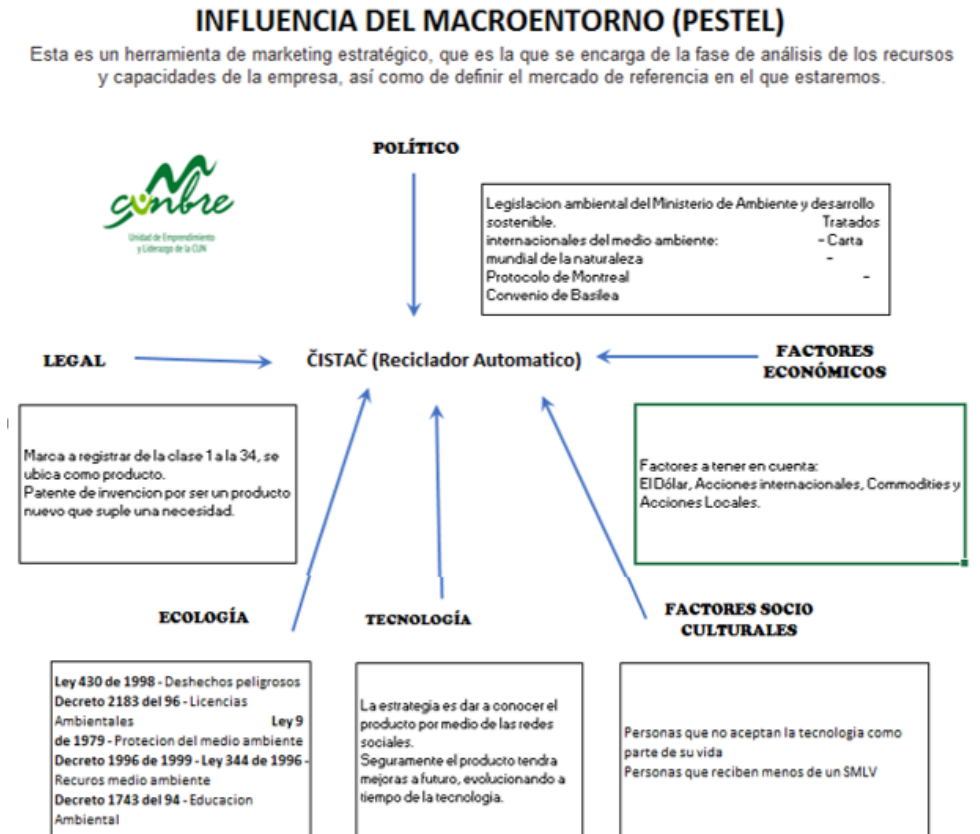 INFLUENCIA DEL MACROENTORNO (PESTEL)
Esta es un herramienta de marketing estratégico, que es la que se encarga de la fase de análisis de los recursos
y capacidades de la empresa, así como de definir el mercado de referencia en el que estaremos.
cunbre
Unidad de Emprendimiento
y Liderazgo de la CUN
POLÍTICO
Legislacion ambiental del Ministerio de Ambiente y desarrollo
sostenible. Tratados
internacionales del medio ambiente: - Carta
mundial de la naturaleza -
Protocolo de Montreal -
Convenio de Basilea
LEGAL
ČISTAČ (Reciclador Automatico)
FACTORES
ECONÓMICOS
Marca a registrar de la clase 1 a la 34, se
ubica como producto.
Patente de invencion por ser un producto
nuevo que suple una necesidad.
Factores a tener en cuenta:
El Dólar, Acciones internacionales, Commodities y
Acciones Locales.
ECOLOGÍA
TECNOLOGÍA
FACTORES SOCIO
CULTURALES
Ley 430 de 1998 - Deshechos peligrosos
Decreto 2183 del 96 - Licencias
Ambientales Ley 9
de 1979 - Protecion del medio ambiente
Decreto 1996 de 1999 - Ley 344 de 1996 -
Recuros medio ambiente
Decreto 1743 del 94 - Educacion
Ambiental
La estrategia es dar a conocer el
producto por medio de las redes
sociales.
Seguramente el producto tendra
mejoras a futuro, evolucionando a
tiempo de la tecnologia.
Personas que no aceptan la tecnologia como
parte de su vida
Personas que reciben menos de un SMLV